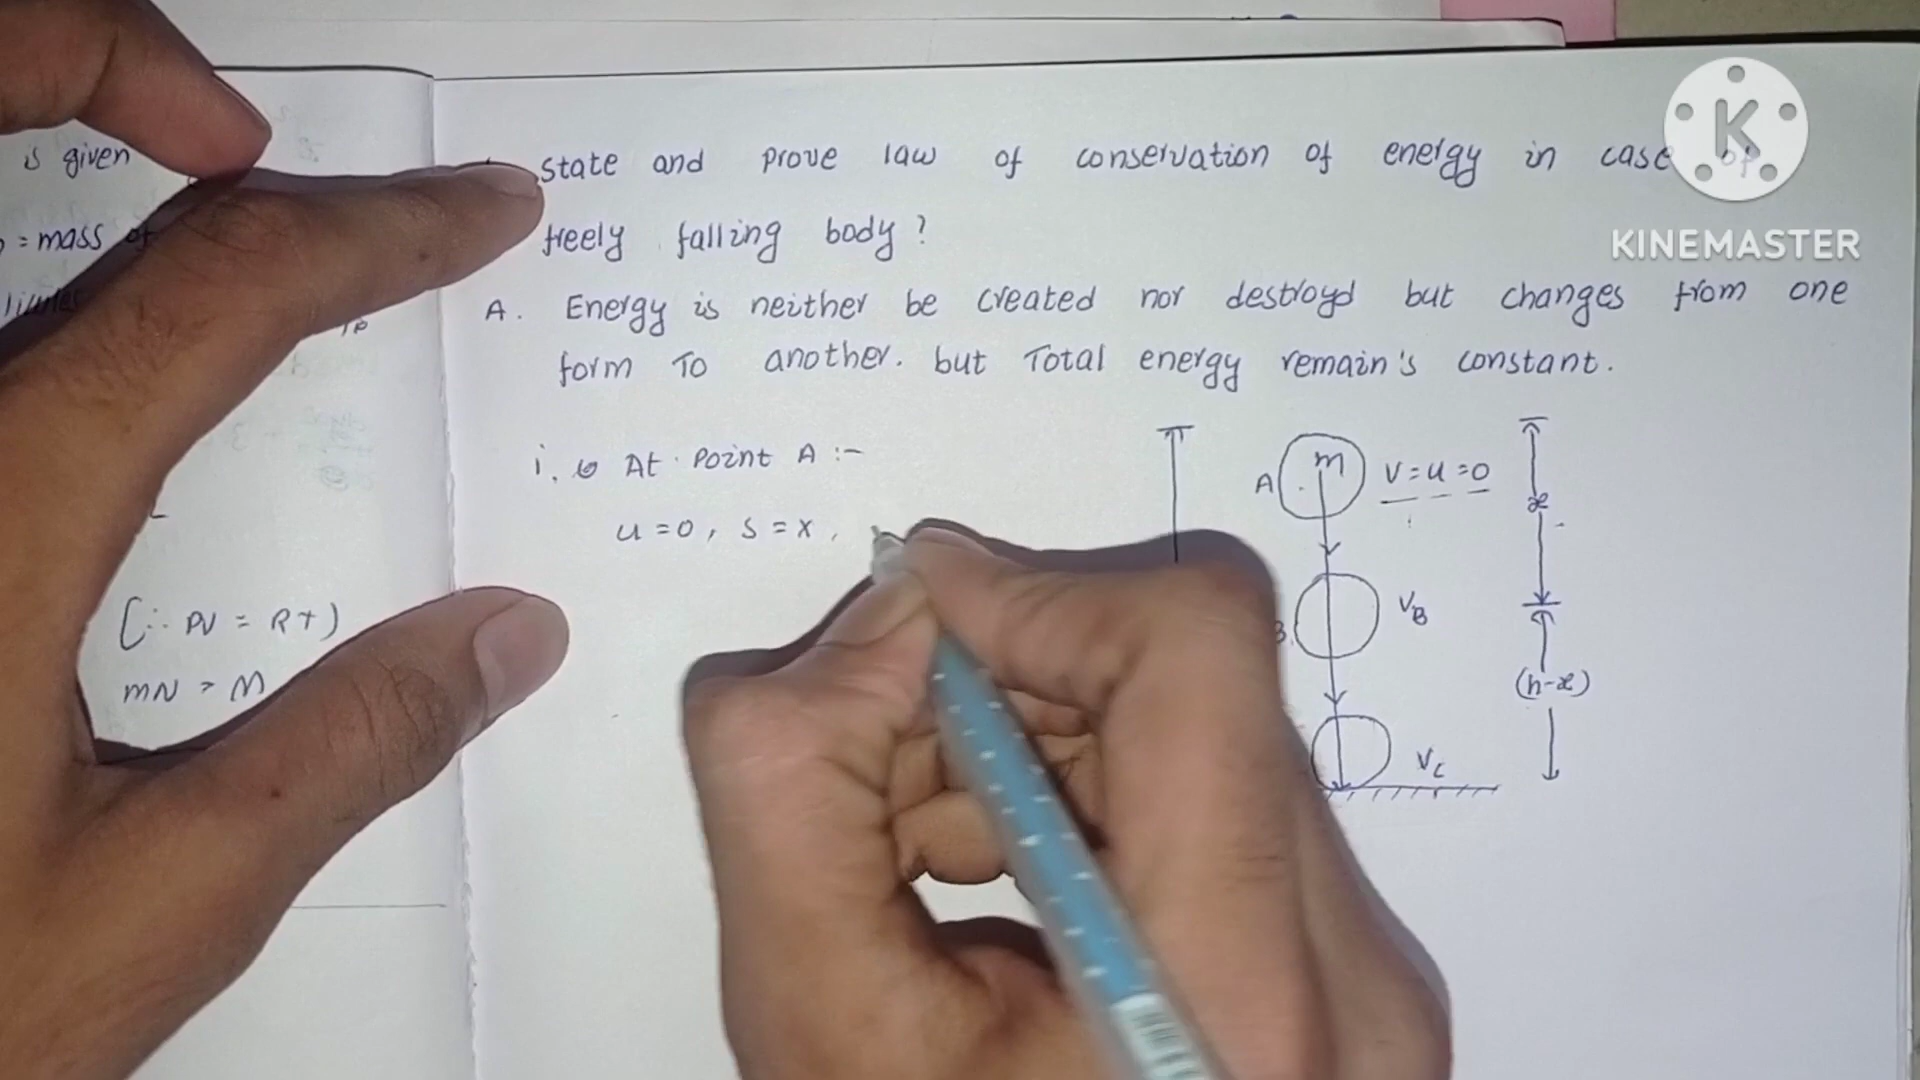 is given
= mass of
state and prove law of conservation of energy in case of
freely falling body?
A. Energy is neither be created nor destroyd but changes from one
form To another. but Total energy remain's constant.
i. At Point A :-
u = 0, s = x,
(∴ PV = RT)
mN = M
A m V = u = 0
x
B V_B
(h-x)
V_C
K
KINEMASTER